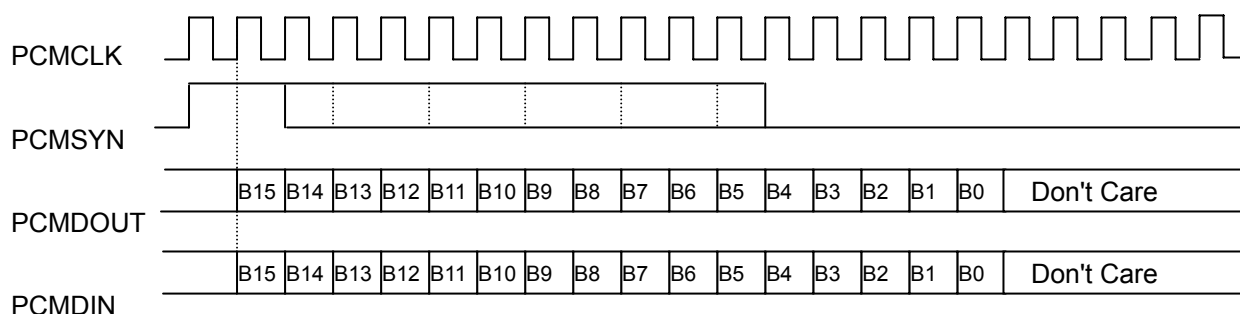 PCMCLK
PCMSYN
B15 B14 B13 B12 B11 B10 B9 B8 B7 B6 B5 B4 B3 B2 B1 B0 Don't Care
PCMDOUT
B15 B14 B13 B12 B11 B10 B9 B8 B7 B6 B5 B4 B3 B2 B1 B0 Don't Care
PCMDIN